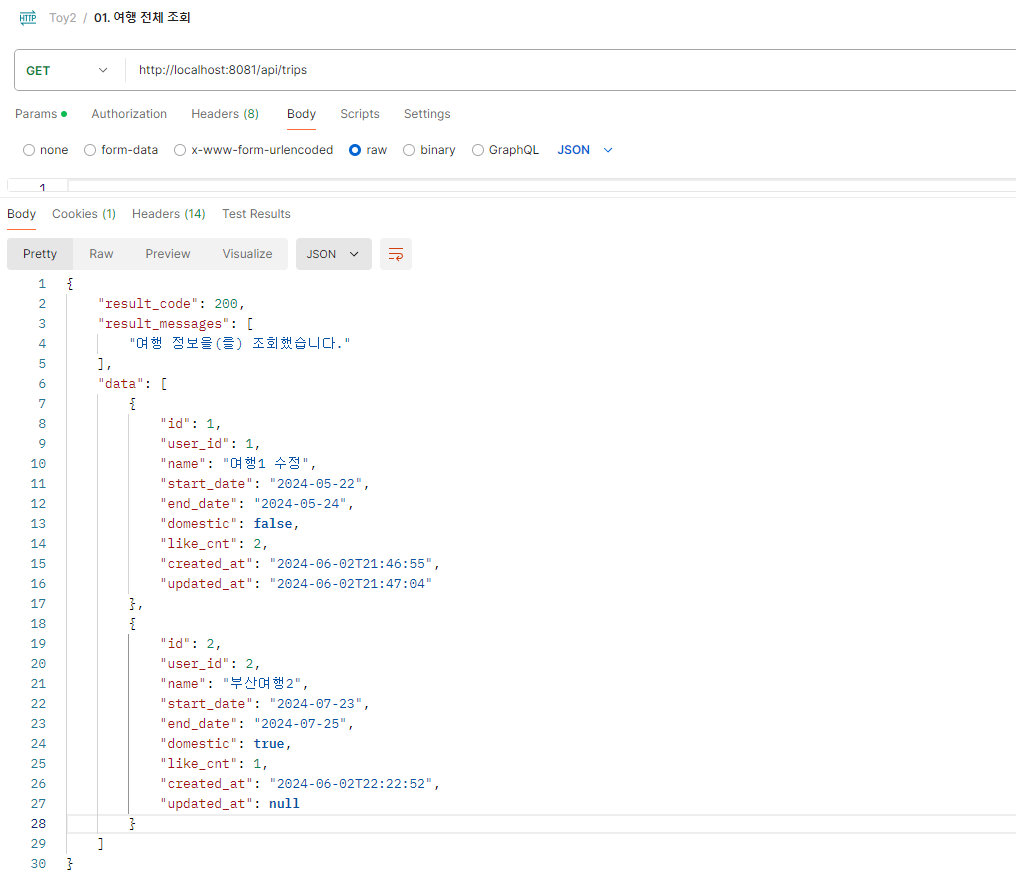 HTTP Toy2 / 01. 여행 전체 조회
GET http://localhost:8081/api/trips
Params Authorization Headers (8) Body Scripts Settings
none form-data x-www-form-urlencoded raw binary GraphQL JSON
1
Body Cookies (1) Headers (14) Test Results
Pretty Raw Preview Visualize JSON
1 {
2 "result_code": 200,
3 "result_messages": [
4 "여행 정보을(를) 조회했습니다."
5 ],
6 "data": [
7 {
8 "id": 1,
9 "user_id": 1,
10 "name": "여행1 수정",
11 "start_date": "2024-05-22",
12 "end_date": "2024-05-24",
13 "domestic": false,
14 "like_cnt": 2,
15 "created_at": "2024-06-02T21:46:55",
16 "updated_at": "2024-06-02T21:47:04"
17 },
18 {
19 "id": 2,
20 "user_id": 2,
21 "name": "부산여행2",
22 "start_date": "2024-07-23",
23 "end_date": "2024-07-25",
24 "domestic": true,
25 "like_cnt": 1,
26 "created_at": "2024-06-02T22:22:52",
27 "updated_at": null
28 }
29 ]
30 }